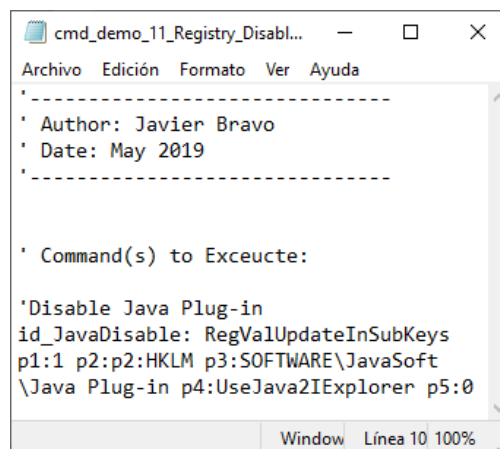 cmd_demo_11_Registry_Disabl...
Archivo Edición Formato Ver Ayuda
'-------------------------------
' Author: Javier Bravo
' Date: May 2019
'-------------------------------
' Command(s) to Exceucte:
'Disable Java Plug-in
id_JavaDisable: RegValUpdateInSubKeys
p1:1 p2:p2:HKLM p3:SOFTWARE\JavaSoft
\Java Plug-in p4:UseJava2IExplorer p5:0
Window Línea 10 100%